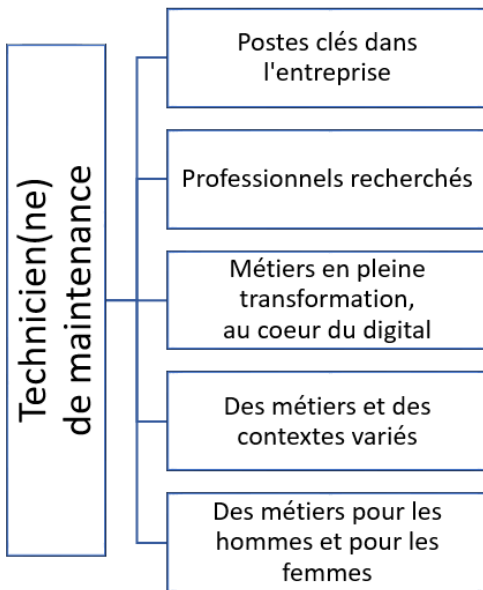 Technicien(ne)
de maintenance
Postes clés dans
l'entreprise
Professionnels recherchés
Métiers en pleine
transformation,
au coeur du digital
Des métiers et des
contextes variés
Des métiers pour les
hommes et pour les
femmes